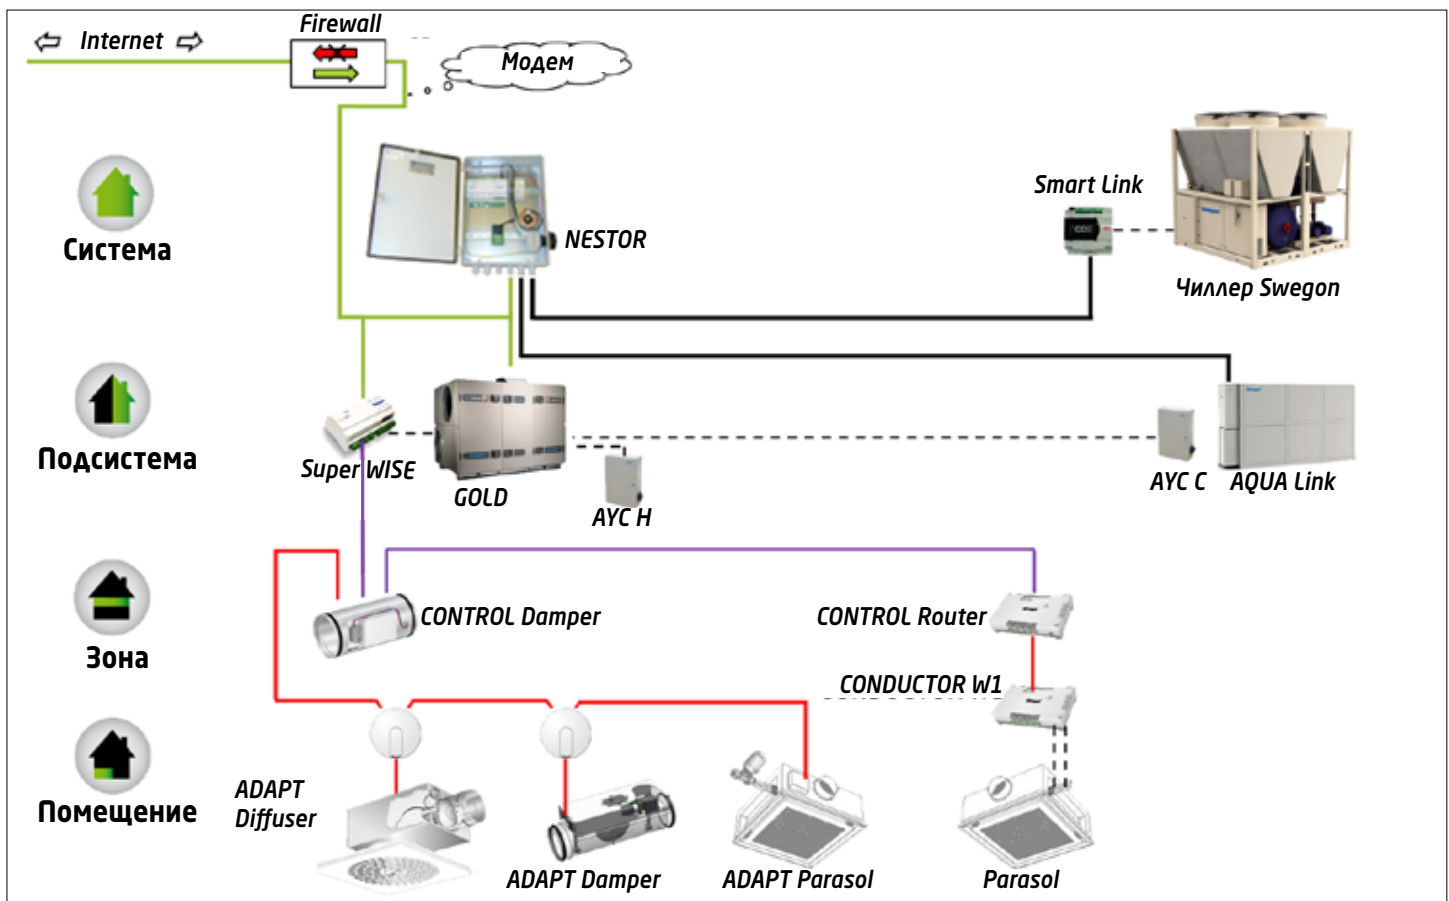 Firewall
Internet
Модем
Smart Link
Система
NESTOR
Чиллер Swegon
Подсистема
Super WISE
GOLD
AYC H
AYC C
AQUA Link
Зона
CONTROL Damper
CONTROL Router
CONDUCTOR W1
Помещение
ADAPT
Diffuser
ADAPT Damper
ADAPT Parasol
Parasol